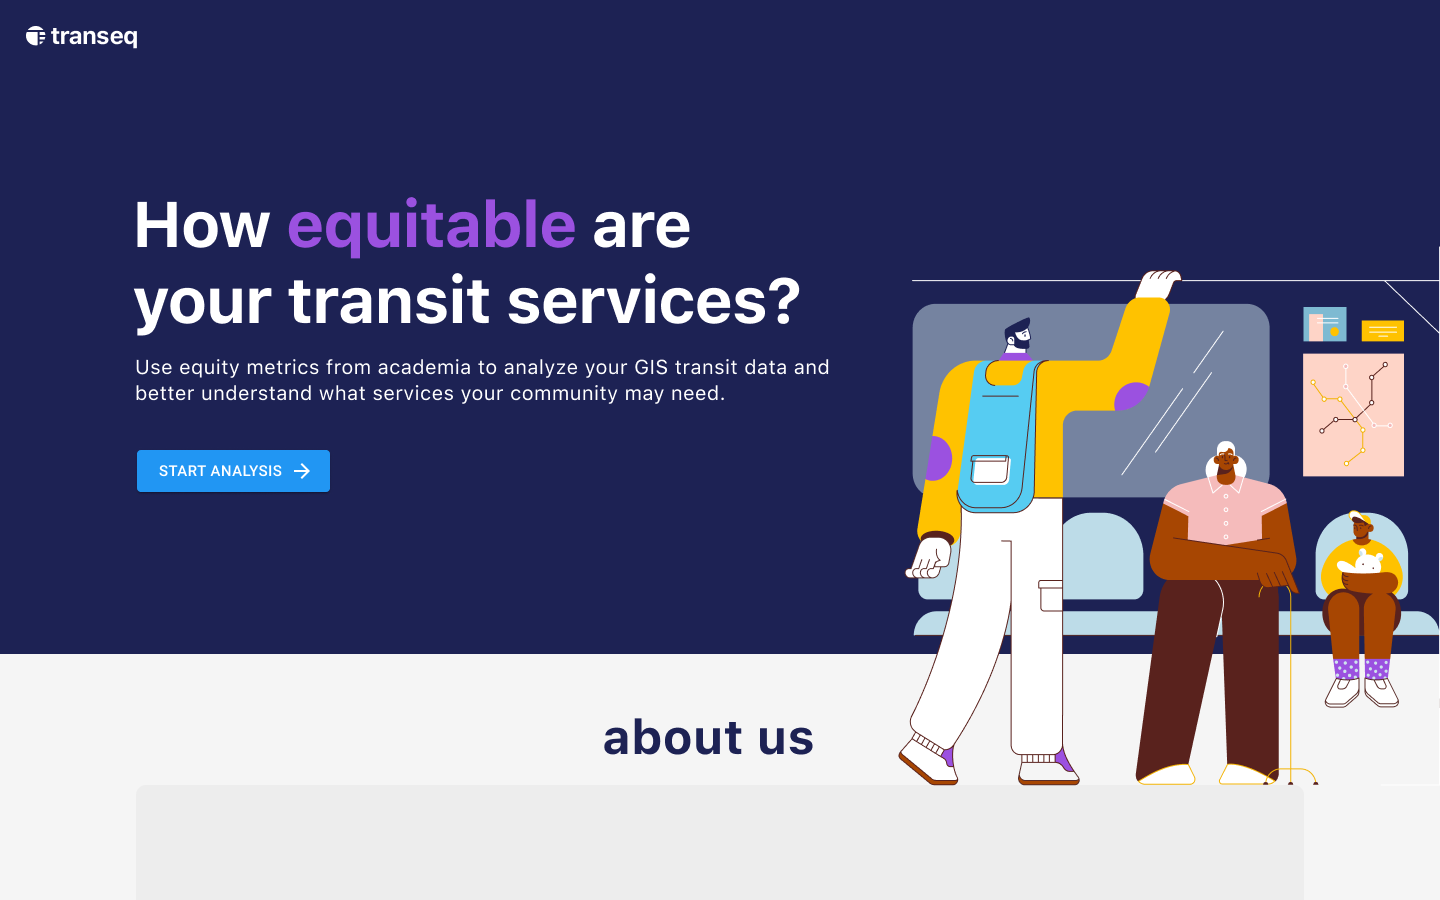 transeq
How equitable are
your transit services?
Use equity metrics from academia to analyze your GIS transit data and
better understand what services your community may need.
START ANALYSIS
about us